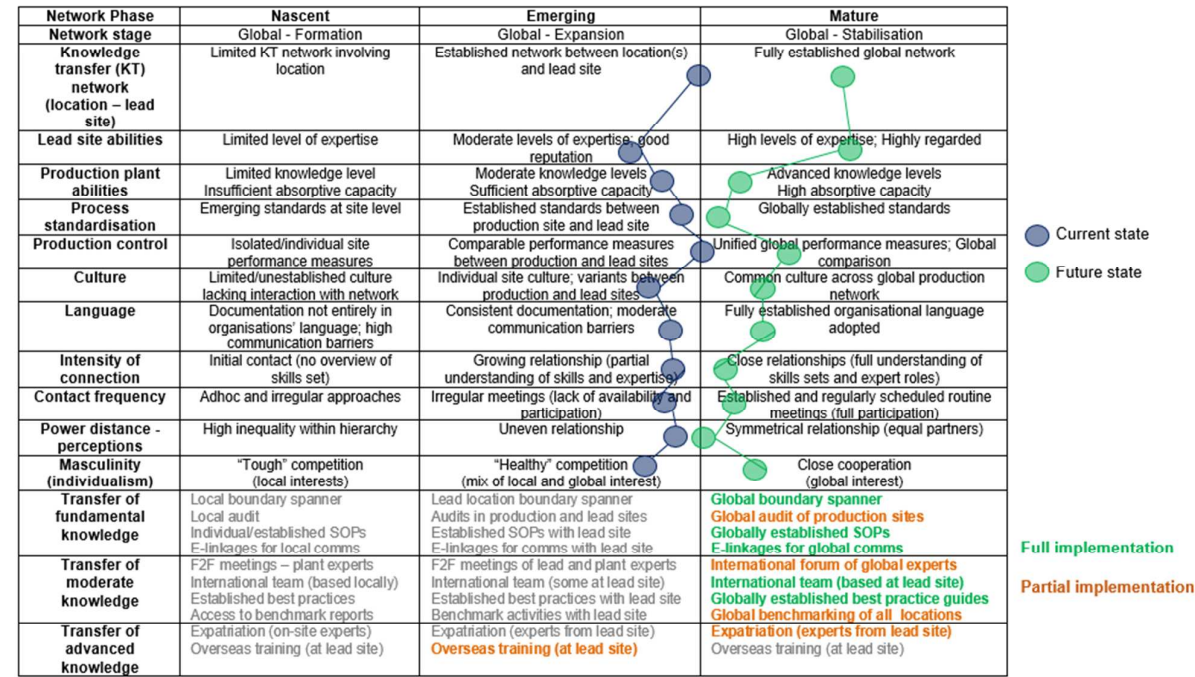 Network Phase Nascent Emerging Mature
Network stage Global - Formation Global - Expansion Global - Stabilisation
Knowledge transfer (KT) network (location – lead site) Limited KT network involving location Established network between location(s) and lead site Fully established global network
Lead site abilities Limited level of expertise Moderate levels of expertise; good reputation High levels of expertise; Highly regarded
Production plant abilities Limited knowledge level Insufficient absorptive capacity Moderate knowledge levels Sufficient absorptive capacity Advanced knowledge levels High absorptive capacity
Process standardisation Emerging standards at site level Established standards between production site and lead site Globally established standards
Production control Isolated/individual site performance measures Comparable performance measures between production and lead sites Unified global performance measures; Global comparison
Culture Limited/unestablished culture lacking interaction with network Individual site culture; variants between production and lead sites Common culture across global production network
Language Documentation not entirely in organisations' language; high communication barriers Consistent documentation; moderate communication barriers Fully established organisational language adopted
Intensity of connection Initial contact (no overview of skills set) Growing relationship (partial understanding of skills and expertise) Close relationships (full understanding of skills sets and expert roles)
Contact frequency Adhoc and irregular approaches Irregular meetings (lack of availability and participation) Established and regularly scheduled routine meetings (full participation)
Power distance - perceptions High inequality within hierarchy Uneven relationship Symmetrical relationship (equal partners)
Masculinity (individualism) “Tough” competition (local interests) “Healthy” competition (mix of local and global interest) Close cooperation (global interest)
Transfer of fundamental knowledge
Local boundary spanner
Local audit
Individual/established SOPs
E-linkages for local comms
Lead location boundary spanner
Audits in production and lead sites
Established SOPs with lead site
E-linkages for comms with lead site
Global boundary spanner
Global audit of production sites
Globally established SOPs
E-linkages for global comms
Transfer of moderate knowledge
F2F meetings – plant experts
International team (based locally)
Established best practices
Access to benchmark reports
F2F meetings of lead and plant experts
International team (some at lead site)
Established best practices with lead site
Benchmark activities with lead site
International forum of global experts
International team (based at lead site)
Globally established best practice guides
Global benchmarking of all locations
Transfer of advanced knowledge
Expatriation (on-site experts)
Overseas training (at lead site)
Expatriation (experts from lead site)
Overseas training (at lead site)
Expatriation (experts from lead site)
Overseas training (at lead site)
Current state
Future state
Full implementation
Partial implementation